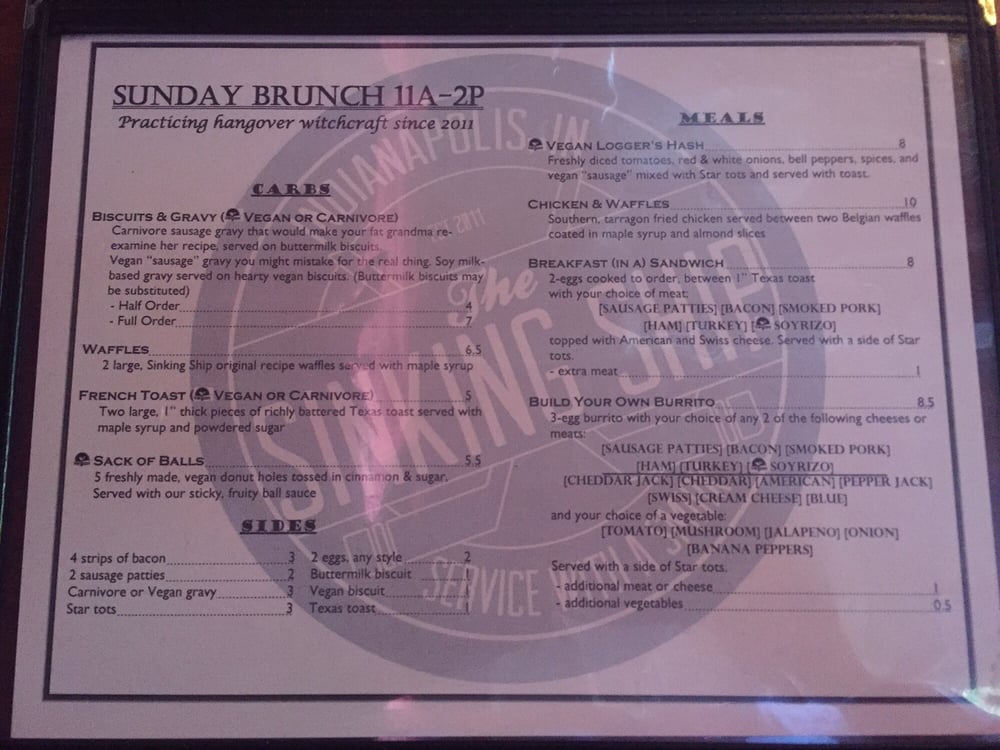 SUNDAY BRUNCH 11A-2P
Practicing hangover witchcraft since 2011
CARBS
BISCUITS & GRAVY ( VEGAN OR CARNIVORE)
Carnivore sausage gravy that would make your fat grandma re-
examine her recipe, served on buttermilk biscuits.
Vegan "sausage" gravy you might mistake for the real thing. Soy milk-
based gravy served on hearty vegan biscuits. (Buttermilk biscuits may
be substituted)
- Half Order 4
- Full Order 7
WAFFLES 6.5
2 large, Sinking Ship original recipe waffles served with maple syrup
FRENCH TOAST ( VEGAN OR CARNIVORE) 5
Two large, 1" thick pieces of richly battered Texas toast served with
maple syrup and powdered sugar
SACK OF BALLS 5.5
5 freshly made, vegan donut holes tossed in cinnamon & sugar.
Served with our sticky, fruity ball sauce
SIDES
4 strips of bacon 3
2 sausage patties 2
Carnivore or Vegan gravy 3
Star tots 3
2 eggs, any style 2
Buttermilk biscuit 1
Vegan biscuit 1
Texas toast 1
MEALS
VEGAN LOGGER'S HASH 8
Freshly diced tomatoes, red & white onions, bell peppers, spices, and
vegan "sausage" mixed with Star tots and served with toast.
CHICKEN & WAFFLES 10
Southern, tarragon fried chicken served between two Belgian waffles
coated in maple syrup and almond slices
BREAKFAST (IN A) SANDWICH 8
2-eggs cooked to order, between 1" Texas toast
with your choice of meat:
[SAUSAGE PATTIES] [BACON] [SMOKED PORK]
[HAM] [TURKEY] [ SOYRIZO]
topped with American and Swiss cheese. Served with a side of Star
tots.
- extra meat 1
BUILD YOUR OWN BURRITO 8.5
3-egg burrito with your choice of any 2 of the following cheeses or
meats:
[SAUSAGE PATTIES] [BACON] [SMOKED PORK]
[HAM] [TURKEY] [ SOYRIZO]
[CHEDDAR JACK] [CHEDDAR] [AMERICAN] [PEPPER JACK]
[SWISS] [CREAM CHEESE] [BLUE]
and your choice of a vegetable:
[TOMATO] [MUSHROOM] [JALAPENO] [ONION]
[BANANA PEPPERS]
Served with a side of Star tots.
- additional meat or cheese 1
- additional vegetables 0.5
INDIANAPOLIS, IN
2011
The
SINKING SHIP
SERVICE WITH A